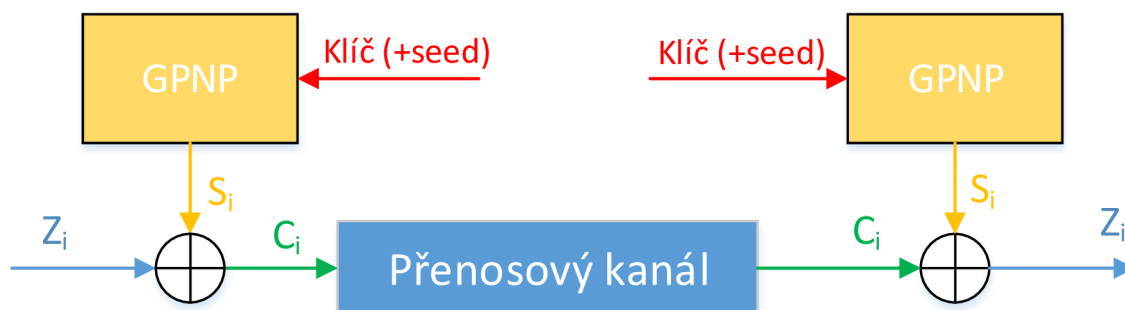 GPNP
Klíč (+seed)
Klíč (+seed)
GPNP
Si
Si
Zi
Ci
Přenosový kanál
Ci
Zi